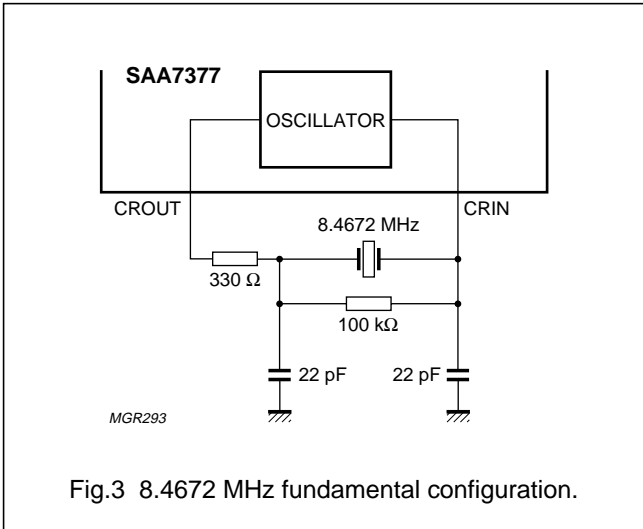 SAA7377
OSCILLATOR
CROUT
CRIN
8.4672 MHz
330 Ω
100 kΩ
22 pF
22 pF
MGR293
Fig.3 8.4672 MHz fundamental configuration.